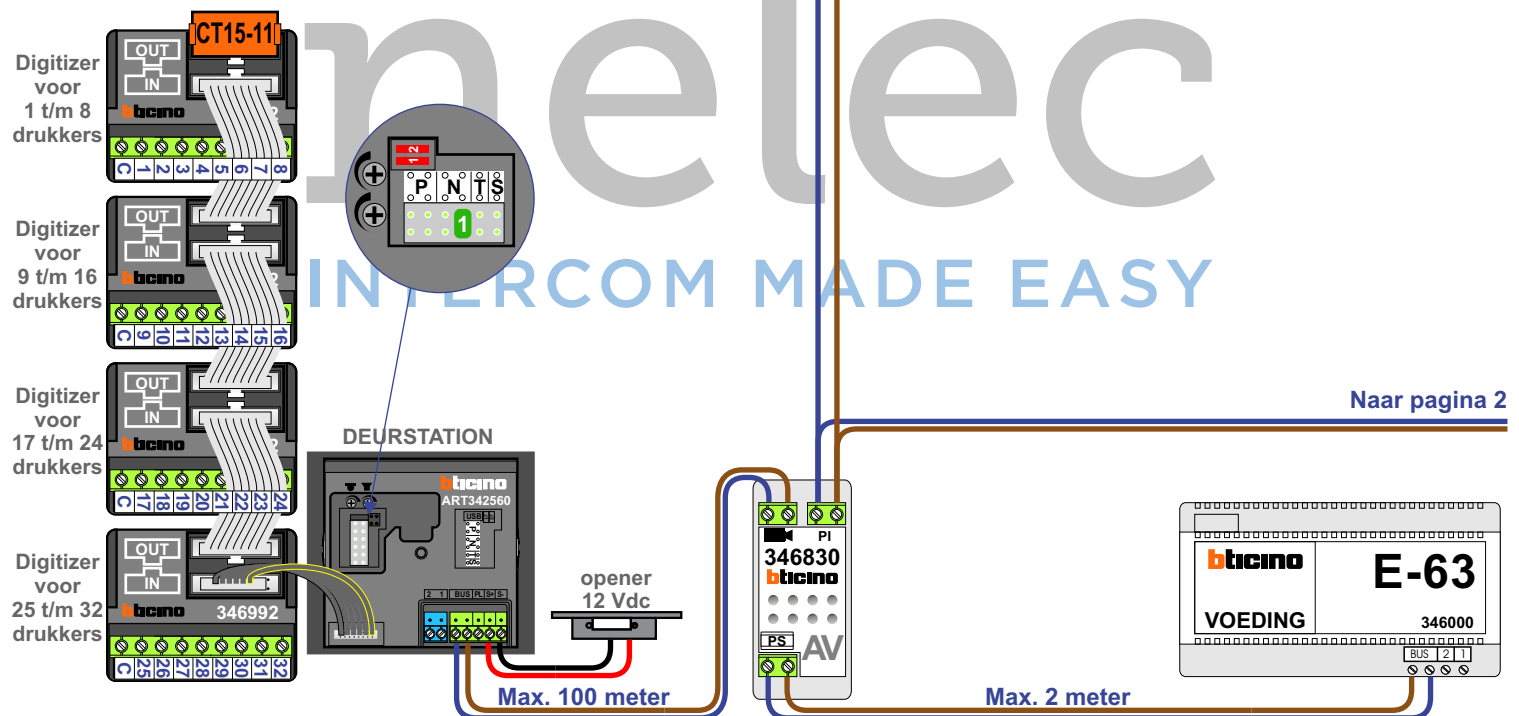 nelec
INTERCOM MADE EASY
CT15-11
Digitizer
voor
1 t/m 8
drukkers
OUT
IN
bticino
2
C 1 2 3 4 5 6 7 8
Digitizer
voor
9 t/m 16
drukkers
OUT
IN
bticino
2
C 9 10 11 12 13 14 15 16
Digitizer
voor
17 t/m 24
drukkers
OUT
IN
bticino
2
C 17 18 19 20 21 22 23 24
Digitizer
voor
25 t/m 32
drukkers
OUT
IN
bticino
346992
C 25 26 27 28 29 30 31 32
1 2
P N T S
1
DEURSTATION
bticino
ART342560
USB
P N T S
2 1 BUS PL S+ S-
opener
12 Vdc
Max. 100 meter
PI
346830
bticino
PS
AV
Max. 2 meter
Naar pagina 2
bticino
E-63
VOEDING
346000
BUS 2 1